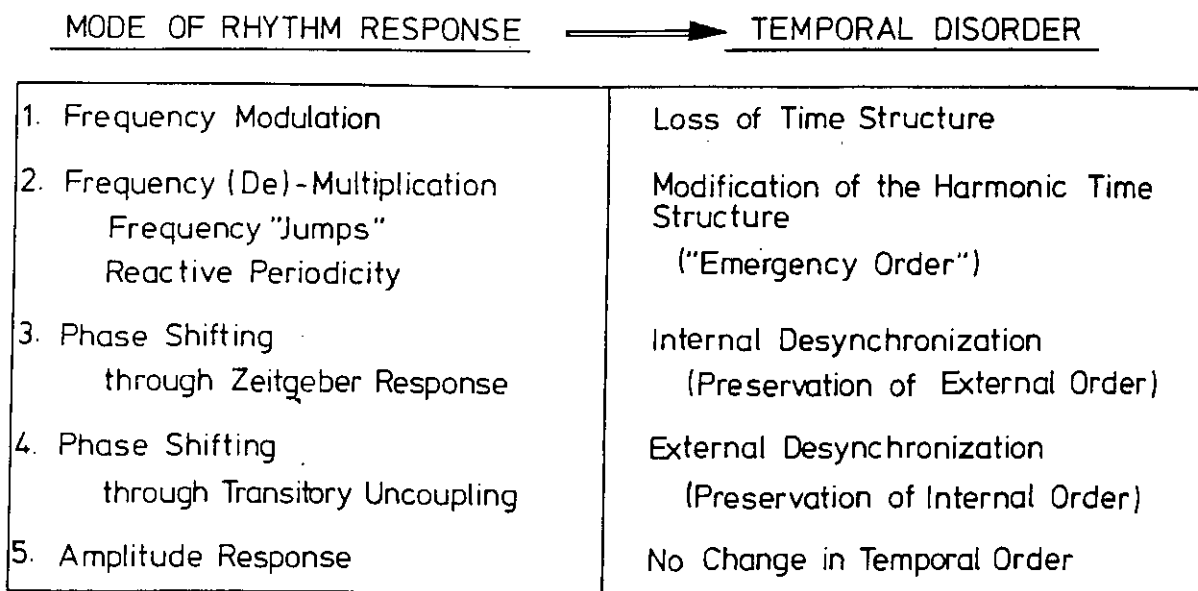 MODE OF RHYTHM RESPONSE TEMPORAL DISORDER
1. Frequency Modulation Loss of Time Structure
2. Frequency (De)-Multiplication Modification of the Harmonic Time
Structure
Frequency "Jumps"
("Emergency Order")
Reactive Periodicity
3. Phase Shifting Internal Desynchronization
through Zeitgeber Response (Preservation of External Order)
4. Phase Shifting External Desynchronization
through Transitory Uncoupling (Preservation of Internal Order)
5. Amplitude Response No Change in Temporal Order